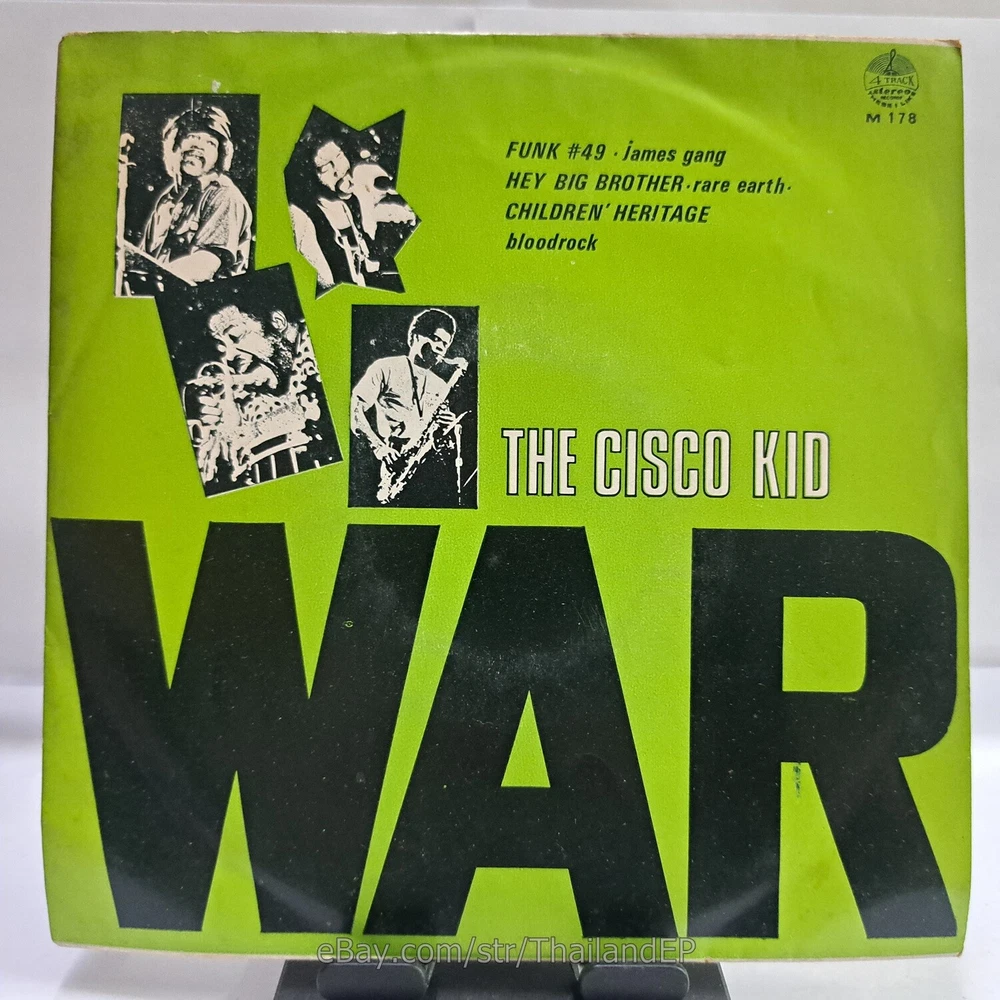 4 TRACK
stereo
M 178
FUNK #49 · james gang
HEY BIG BROTHER · rare earth ·
CHILDREN' HERITAGE
bloodrock
THE CISCO KID
WAR
eBay.com/str/ThailandEP